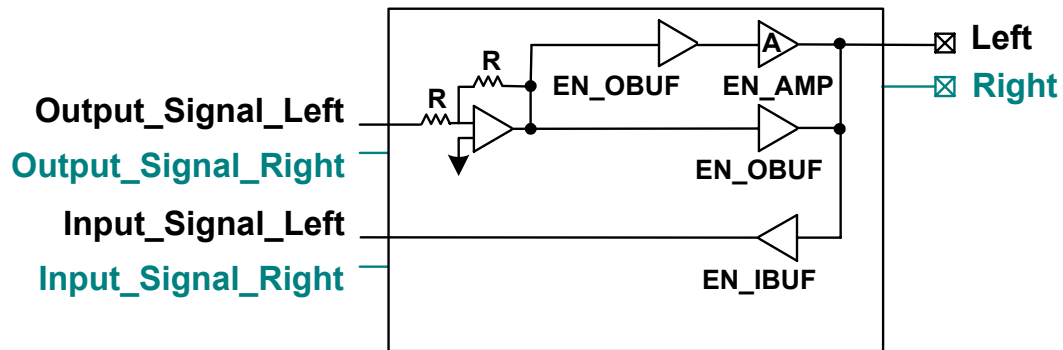 Left
Right
R
R
A
EN_OBUF
EN_AMP
Output_Signal_Left
Output_Signal_Right
EN_OBUF
Input_Signal_Left
Input_Signal_Right
EN_IBUF